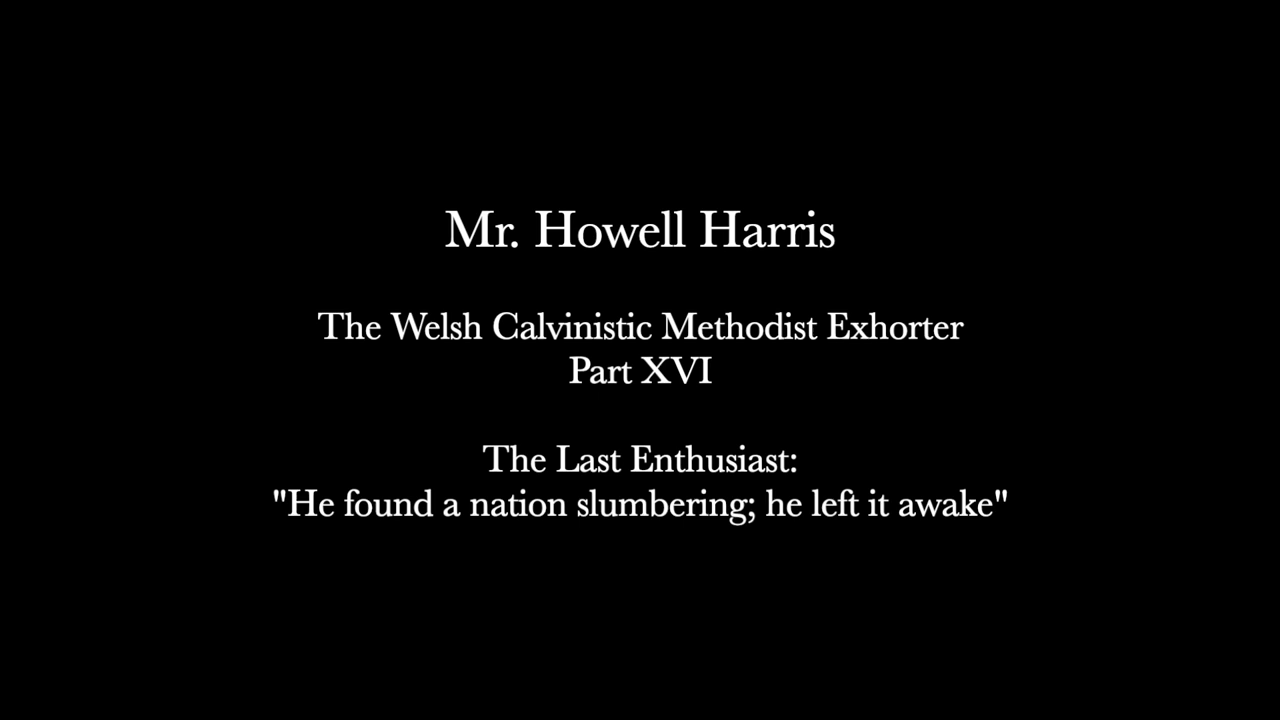 Mr. Howell Harris
The Welsh Calvinistic Methodist Exhorter
Part XVI
The Last Enthusiast:
"He found a nation slumbering; he left it awake"